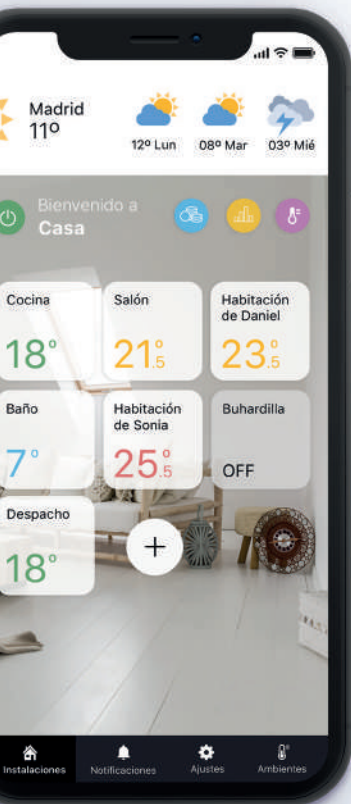 Madrid
11º
12º Lun
08º Mar
03º Mié
Bienvenido a
Casa
Cocina
18°
Salón
21.5°
Habitación
de Daniel
23.5°
Baño
7°
Habitación
de Sonia
25.5°
Buhardilla
OFF
Despacho
18°
+
Instalaciones
Notificaciones
Ajustes
Ambientes